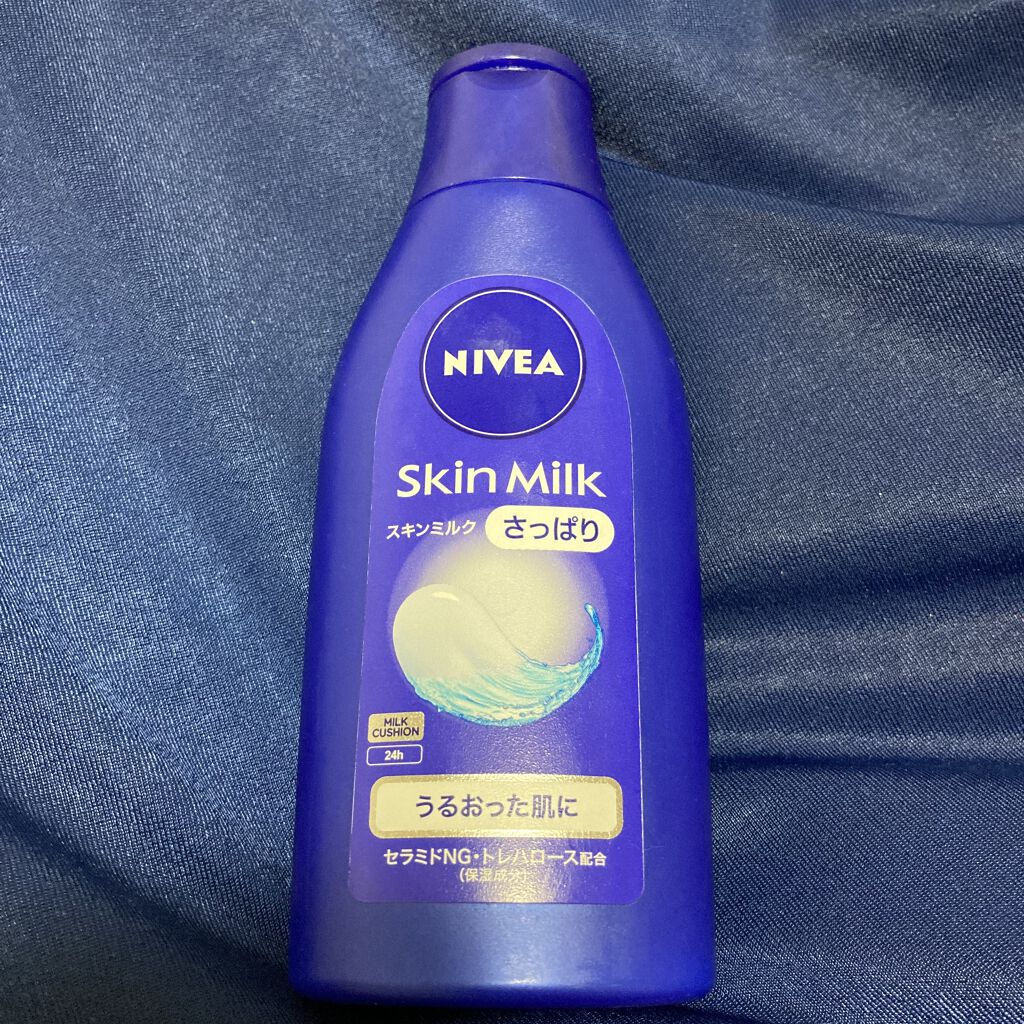 NIVEA
Skin Milk
スキンミルク さっぱり
MILK
CUSHION
24h
うるおった肌に
セラミドNG・トレハロース配合
(保湿成分)